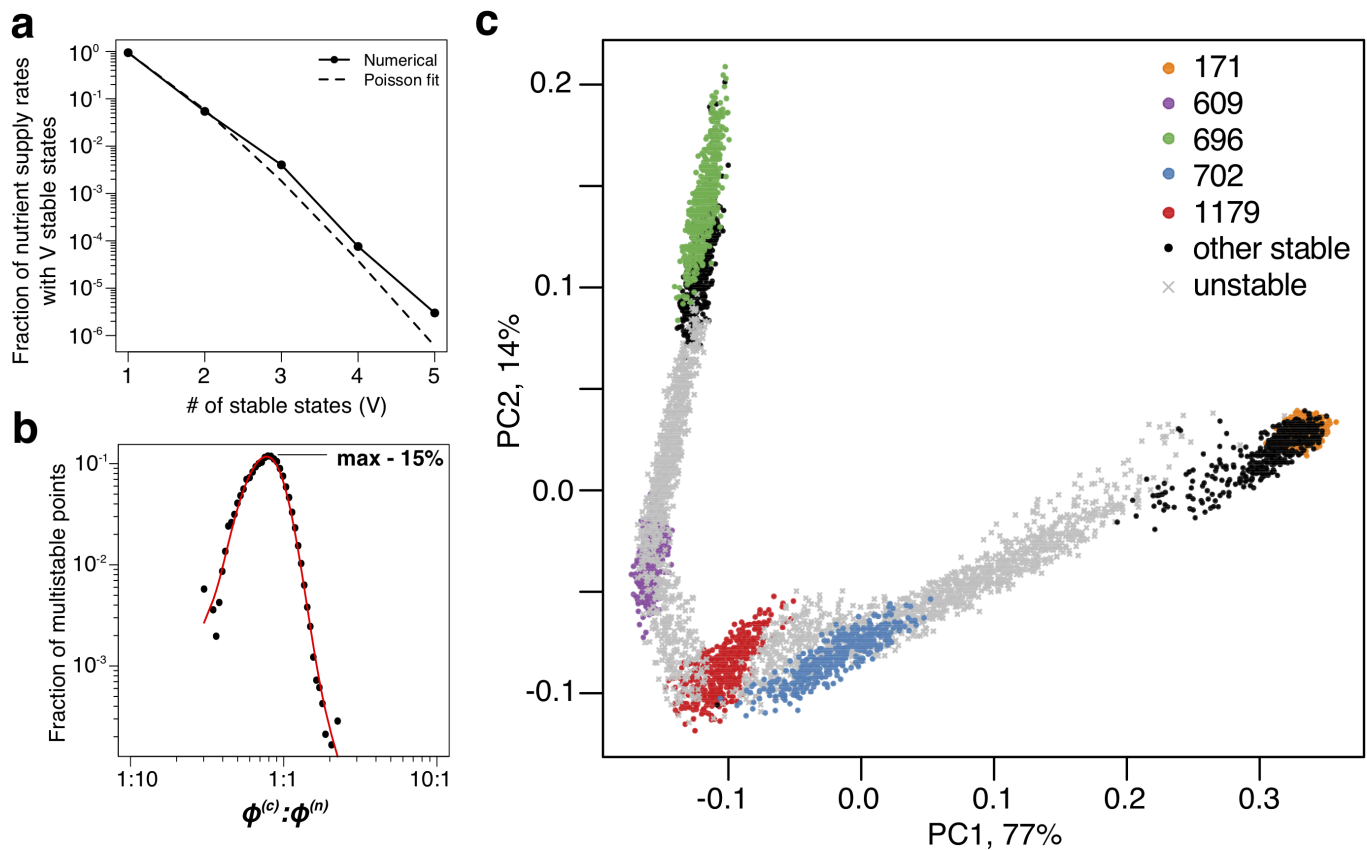 a
Fraction of nutrient supply rates
with V stable states
10⁰
10⁻¹
10⁻²
10⁻³
10⁻⁴
10⁻⁵
10⁻⁶
Numerical
Poisson fit
1 2 3 4 5
# of stable states (V)
b
Fraction of multistable points
10⁻¹
10⁻²
10⁻³
max - 15%
1:10 1:1 10:1
ϕ⁽ᶜ⁾:ϕ⁽ⁿ⁾
c
PC2, 14%
0.2
0.1
0.0
-0.1
171
609
696
702
1179
other stable
unstable
-0.1 0.0 0.1 0.2 0.3
PC1, 77%